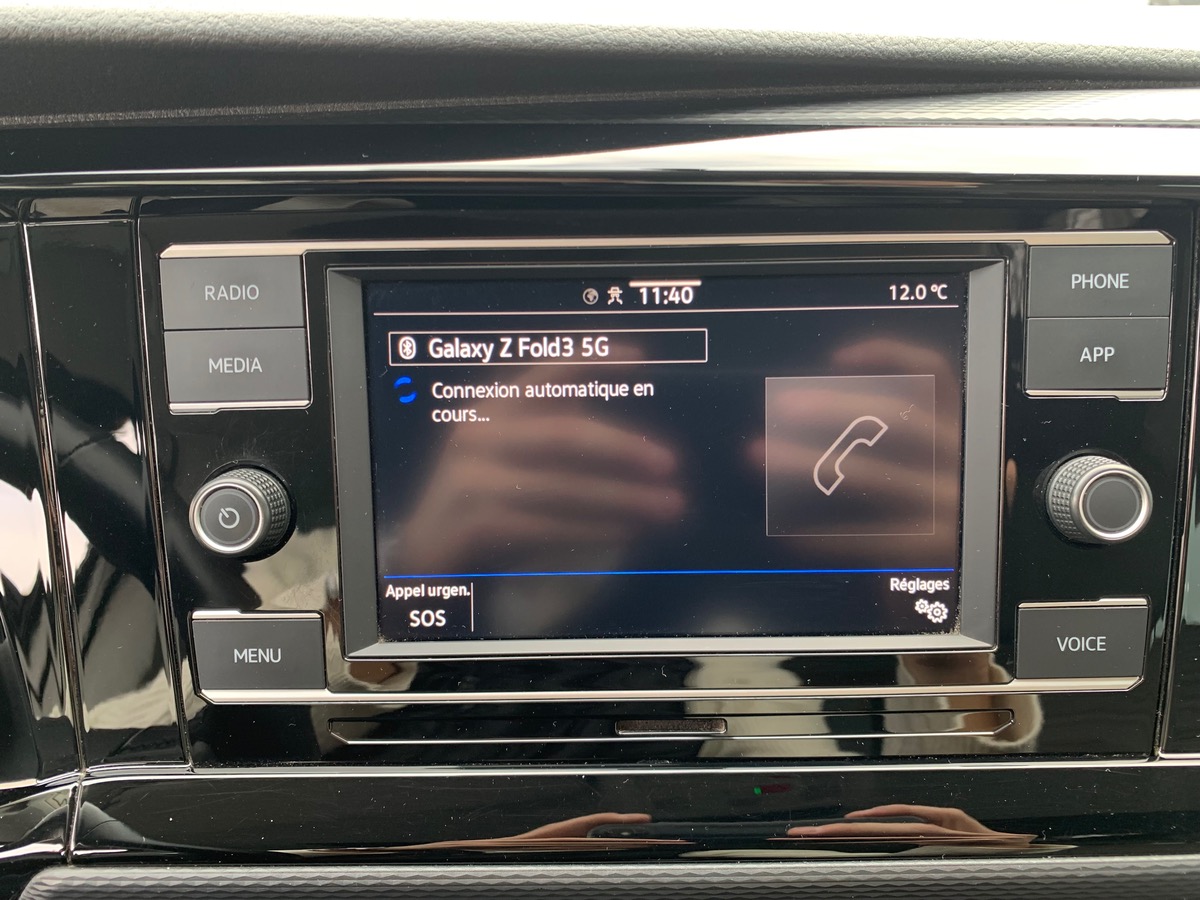 RADIO
MEDIA
MENU
11:40
12.0 °C
Galaxy Z Fold3 5G
Connexion automatique en
cours...
Appel urgen.
SOS
Réglages
PHONE
APP
VOICE